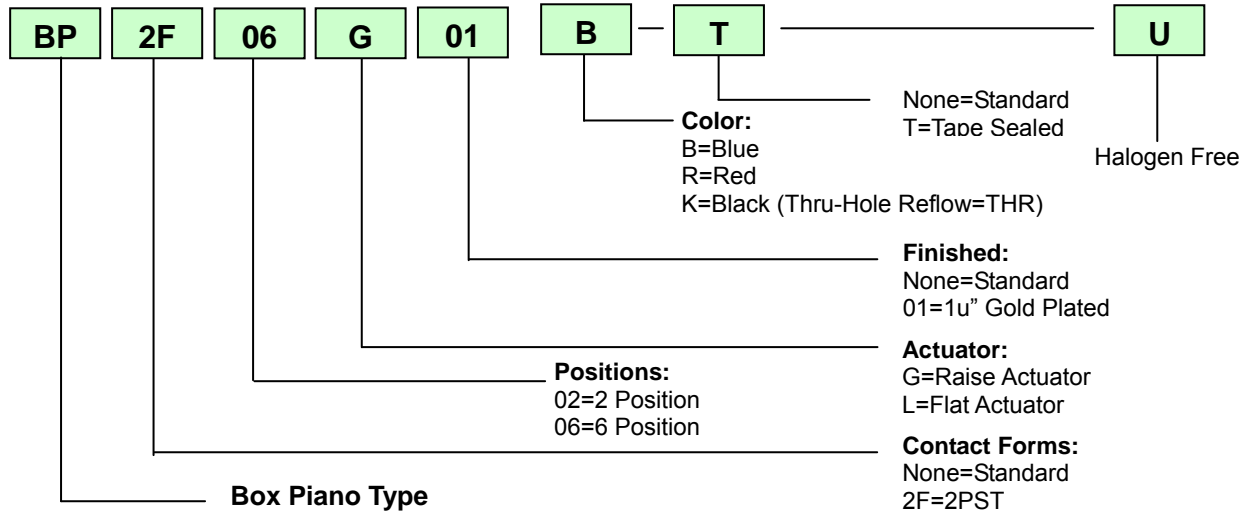 BP 2F 06 G 01 B T U
None=Standard
T=Tape Sealed
Halogen Free
Color:
B=Blue
R=Red
K=Black (Thru-Hole Reflow=THR)
Finished:
None=Standard
01=1u” Gold Plated
Actuator:
G=Raise Actuator
L=Flat Actuator
Positions:
02=2 Position
06=6 Position
Contact Forms:
None=Standard
2F=2PST
Box Piano Type